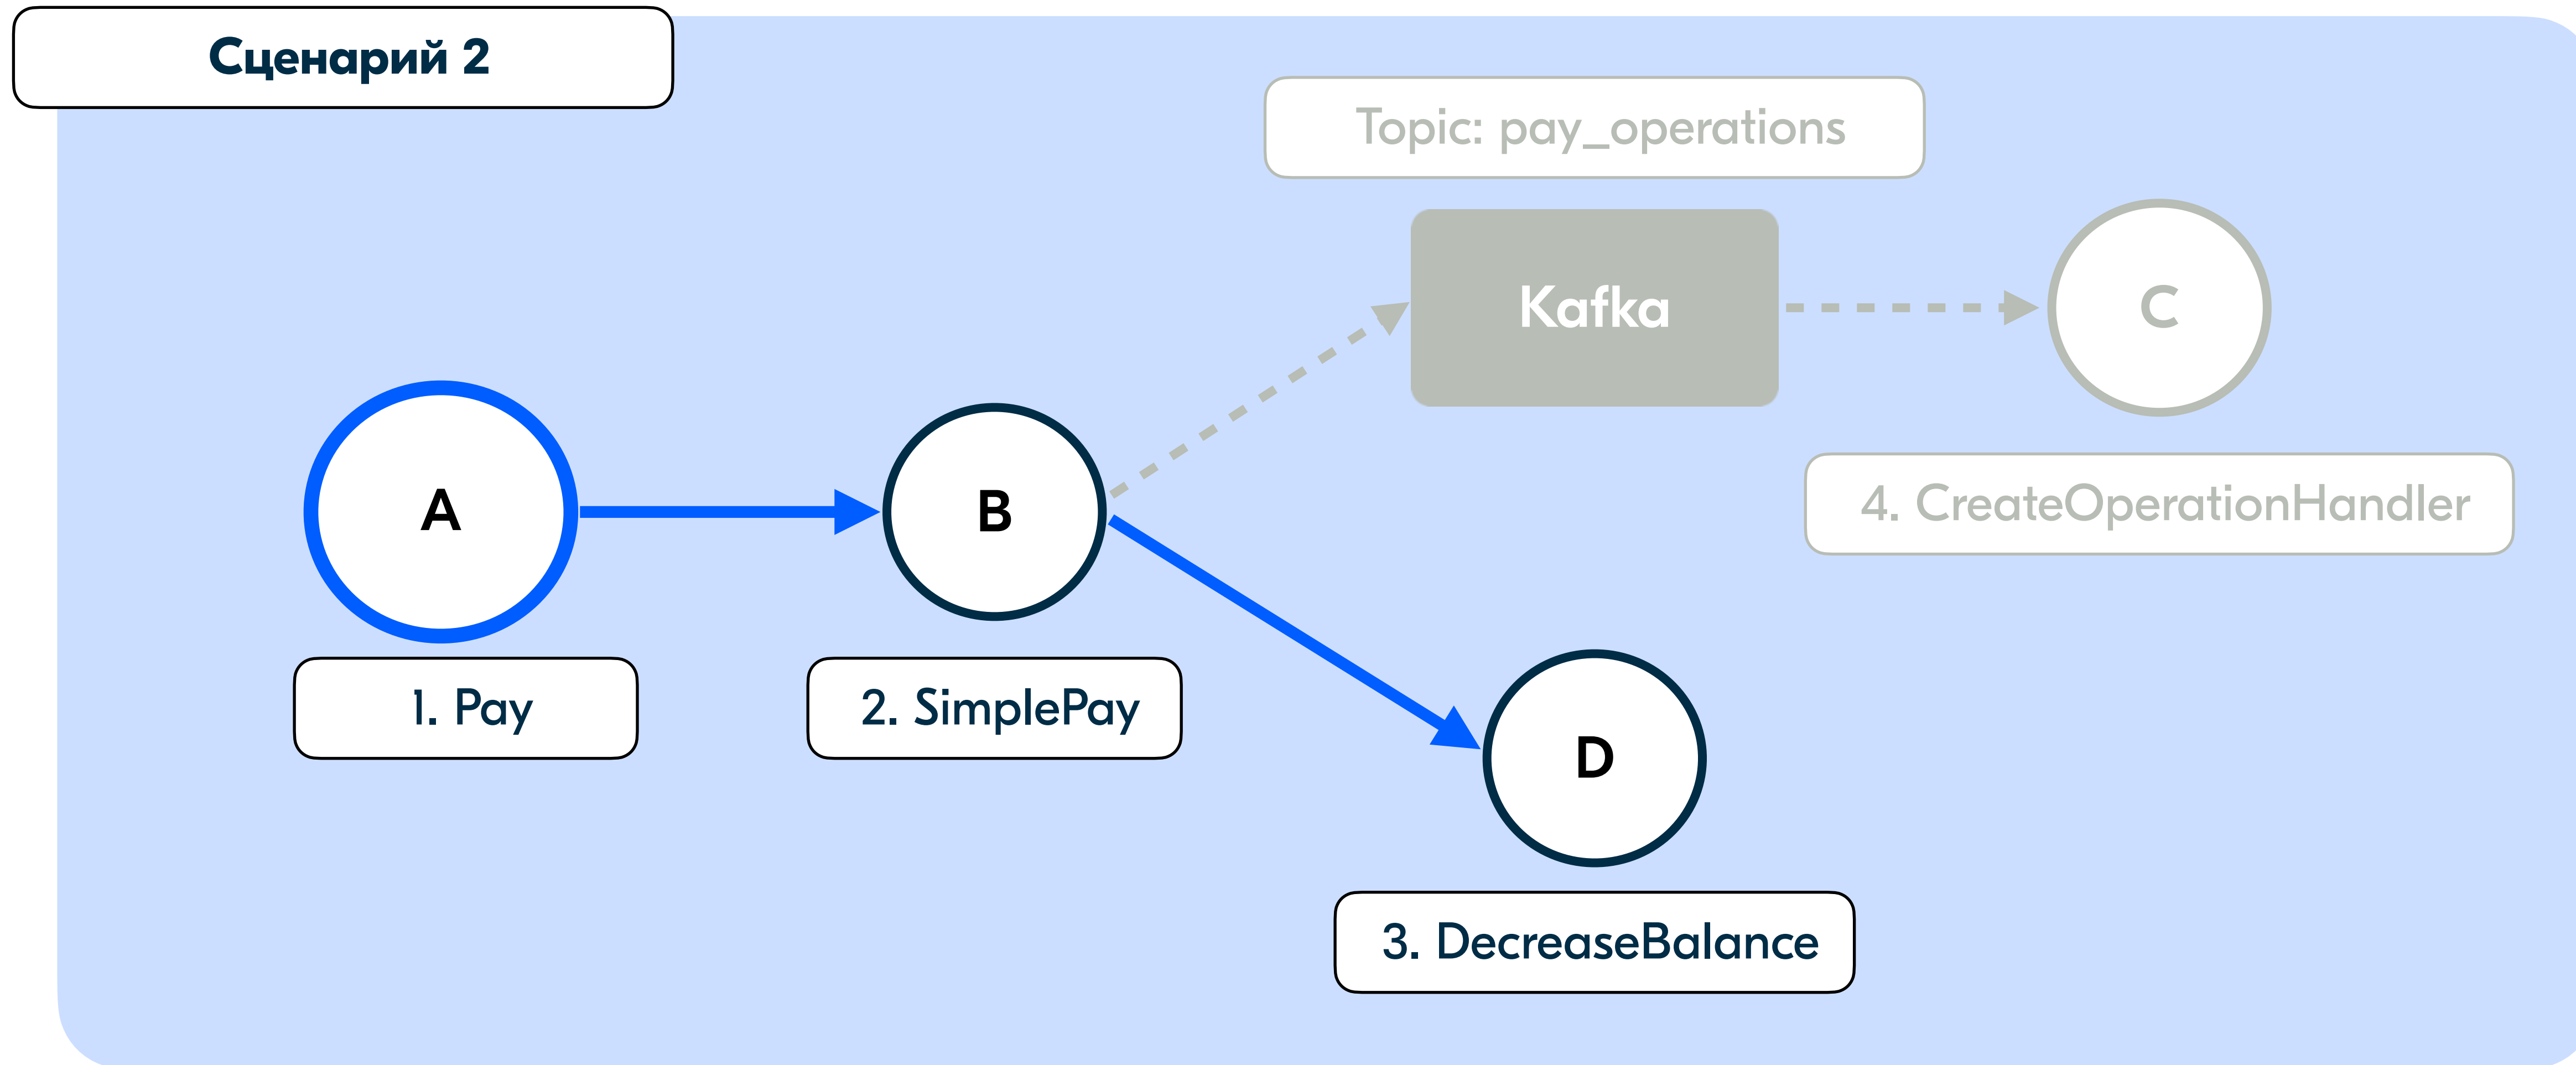 Сценарий 2
Topic: pay_operations
Kafka
C
4. CreateOperationHandler
A
B
1. Pay
2. SimplePay
D
3. DecreaseBalance